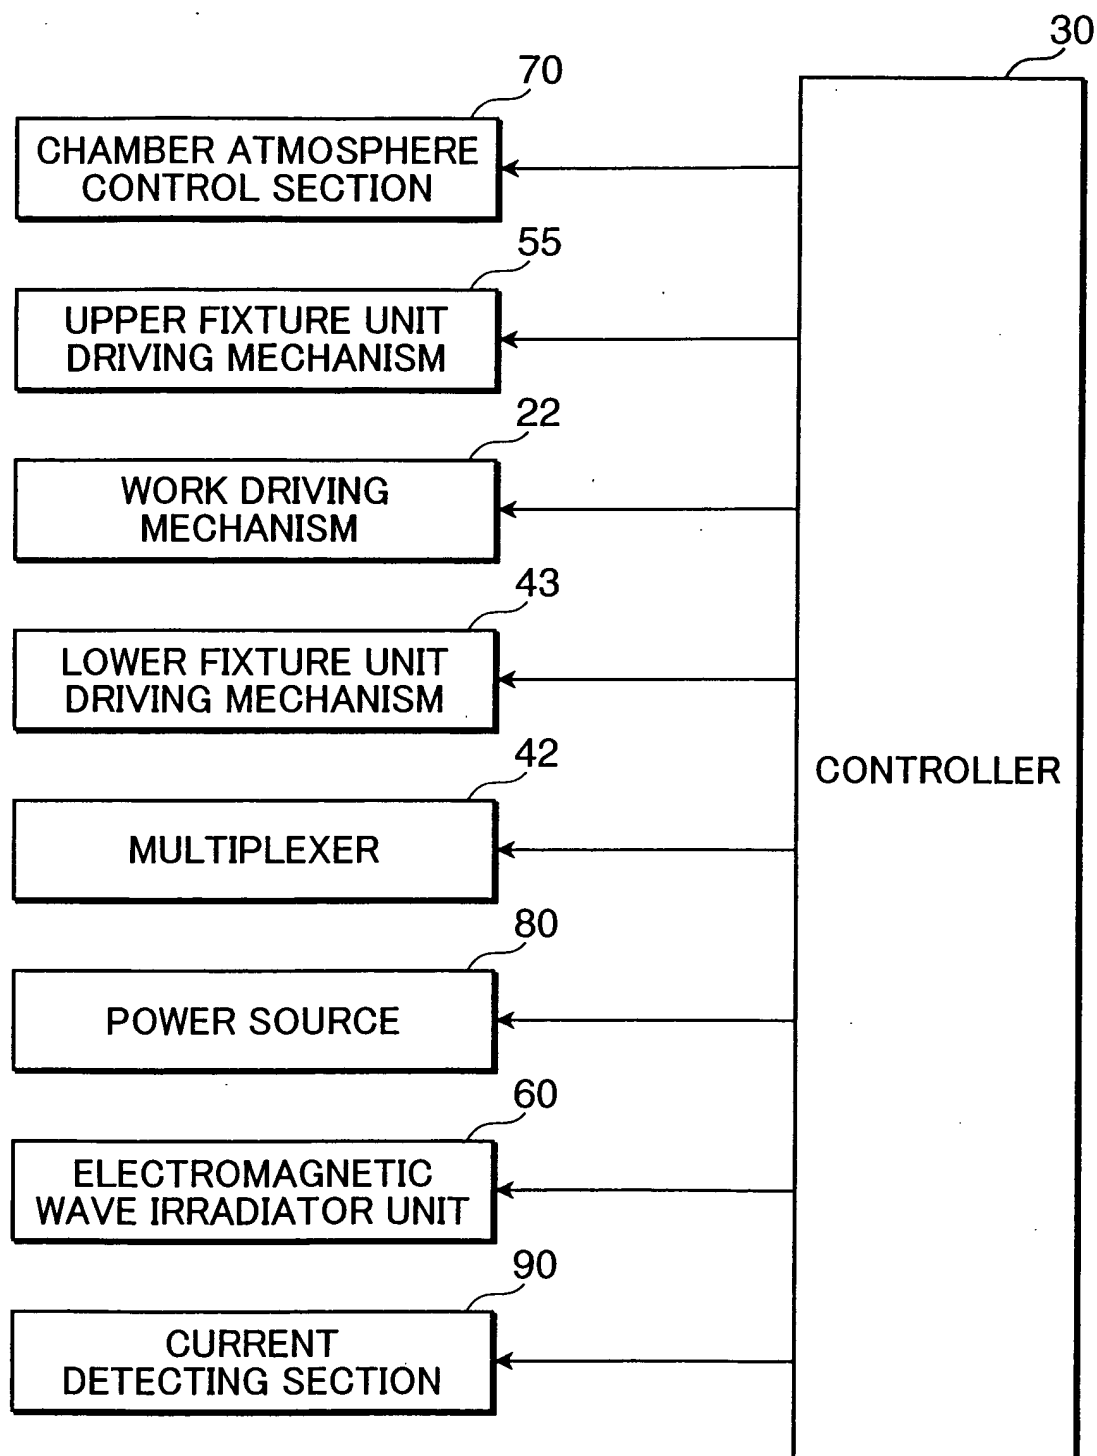 30
70
CHAMBER ATMOSPHERE
CONTROL SECTION
55
UPPER FIXTURE UNIT
DRIVING MECHANISM
22
WORK DRIVING
MECHANISM
43
LOWER FIXTURE UNIT
DRIVING MECHANISM
42
MULTIPLEXER
80
POWER SOURCE
60
ELECTROMAGNETIC
WAVE IRRADIATOR UNIT
90
CURRENT
DETECTING SECTION
CONTROLLER